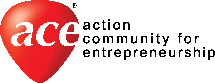 ace®
action
community for
entrepreneurship